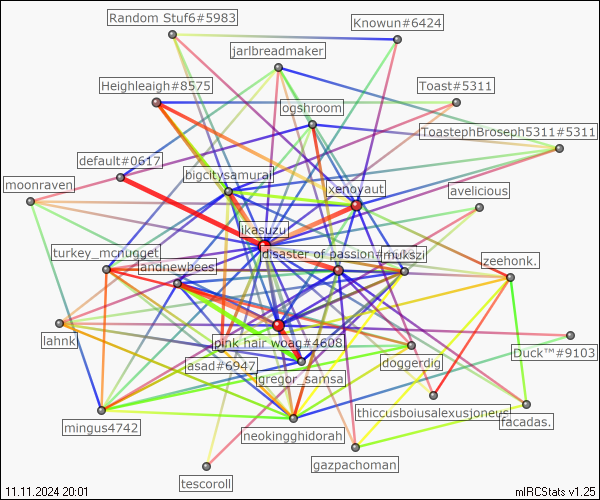 Random Stuf6#5983
Knowun#6424
jarlbreadmaker
Heighleigh#8575
Toast#5311
ogshroom
ToastephBroseph5311#5311
default#0617
bigcitysamurai
moonraven
xenoyaut
avelicious
ikasuzu
turkey_mcnugget
disaster of passion
mukszi
zeehonk.
andnewbees
lahnk
pink hair woag#4608
Duck™#9103
asad#6947
doggerdig
gregor_samsa
thiccusboiusalexusjoneus
facadas.
mingus4742
neokingghidorah
gazpachoman
tescoroll
11.11.2024 20:01
mIRCStats v1.25